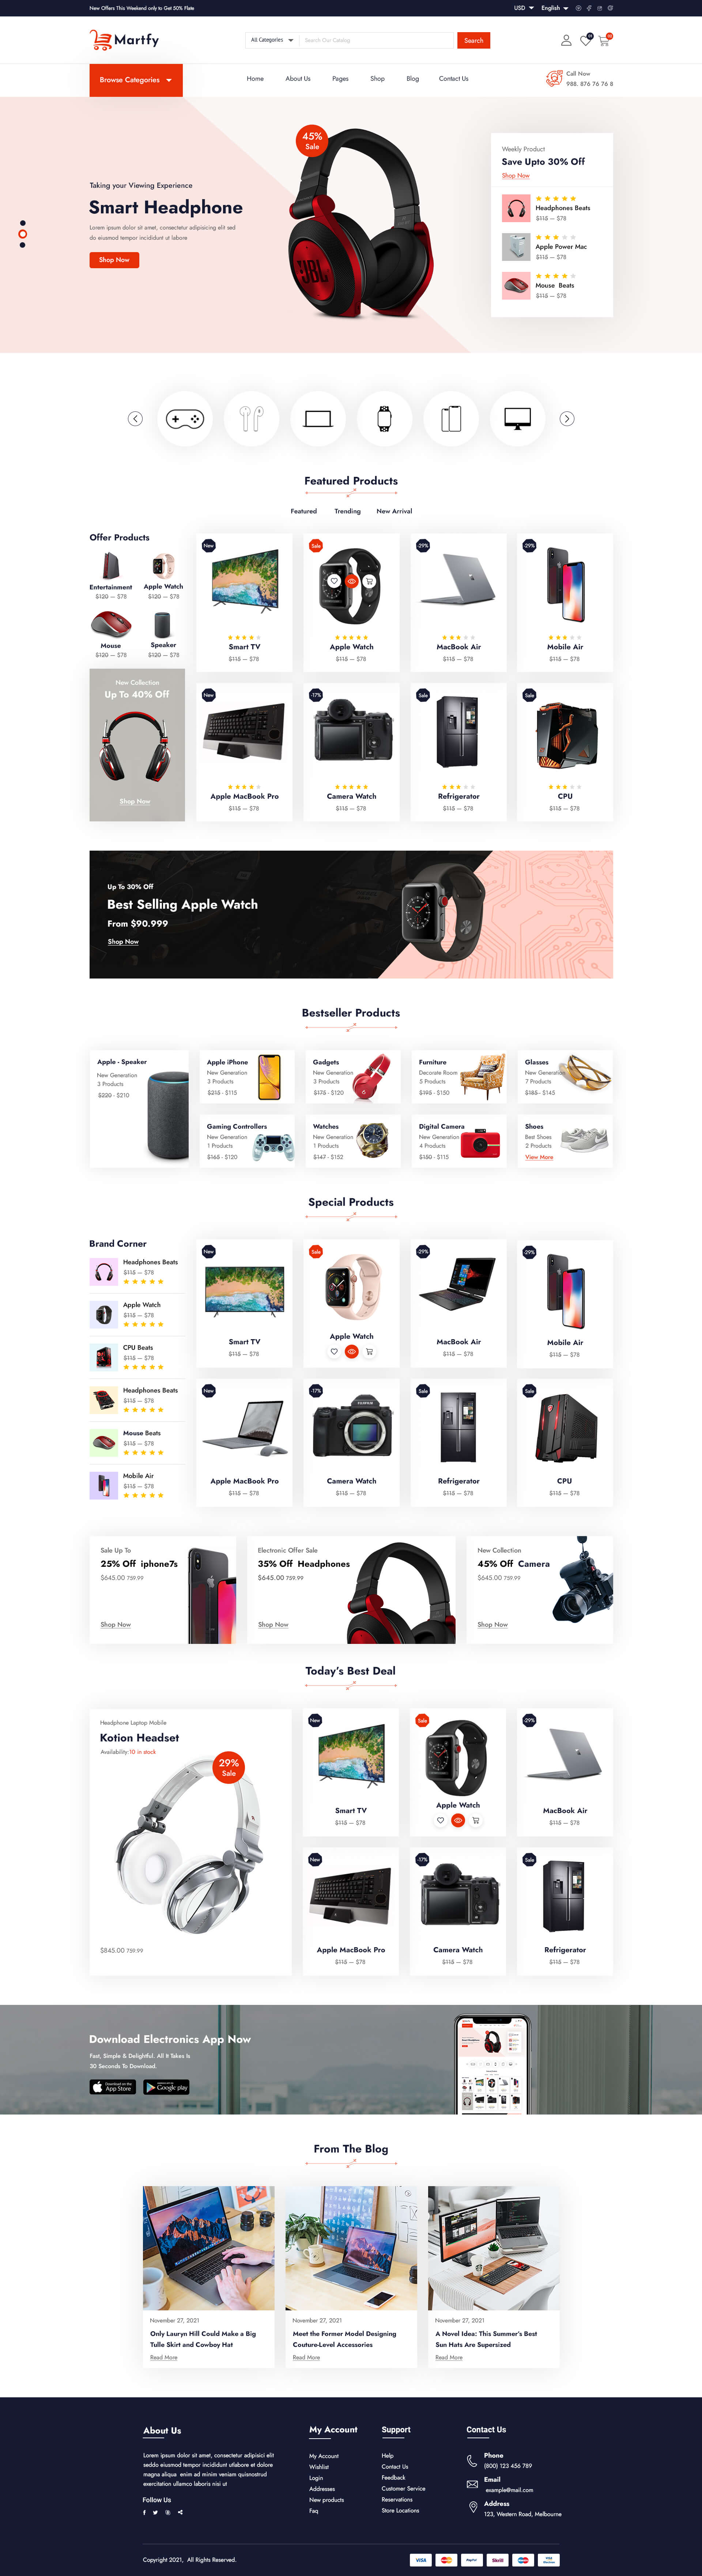 New Offers This Weekend only to Get 50% Flate
USD
English
Martfy
All Categories
Search Our Catalog
Search
Browse Categories
Home
About Us
Pages
Shop
Blog
Contact Us
Call Now
988. 876 76 76 8
Taking your Viewing Experience
Smart Headphone
Lorem ipsum dolor sit amet, consectetur adipisicing elit sed
do eiusmod tempor incididunt ut labore
Shop Now
45%
Sale
JBL
Weekly Product
Save Upto 30% Off
Shop Now
Headphones Beats
$115 — $78
Apple Power Mac
$115 — $78
Mouse Beats
$115 — $78
Featured Products
Featured
Trending
New Arrival
Offer Products
Entertainment
$120 — $78
Apple Watch
$120 — $78
Mouse
$120 — $78
Speaker
$120 — $78
New Collection
Up To 40% Off
Shop Now
New
Smart TV
$115 — $78
Sale
Apple Watch
$115 — $78
-29%
MacBook Air
$115 — $78
-29%
Mobile Air
$115 — $78
New
Apple MacBook Pro
$115 — $78
-17%
Camera Watch
$115 — $78
Sale
Refrigerator
$115 — $78
Sale
CPU
$115 — $78
Up To 30% Off
Best Selling Apple Watch
From $90.999
Shop Now
Bestseller Products
Apple - Speaker
New Generation
3 Products
$220 - $210
Apple iPhone
New Generation
3 Products
$215 - $115
Gadgets
New Generation
3 Products
$175 - $120
Furniture
Decorate Room
5 Products
$195 - $150
Glasses
New Generation
7 Products
$185 - $145
Gaming Controllers
New Generation
1 Products
$165 - $120
Watches
New Generation
1 Products
$147 - $152
Digital Camera
New Generation
4 Products
$150 - $115
Shoes
Best Shoes
2 Products
View More
Special Products
Brand Corner
Headphones Beats
$115 — $78
Apple Watch
$115 — $78
CPU Beats
$115 — $78
Headphones Beats
$115 — $78
Mouse Beats
$115 — $78
Mobile Air
$115 — $78
New
Smart TV
$115 — $78
Sale
Apple Watch
-29%
MacBook Air
$115 — $78
-29%
Mobile Air
$115 — $78
New
Apple MacBook Pro
$115 — $78
-17%
Camera Watch
$115 — $78
Sale
Refrigerator
$115 — $78
Sale
CPU
$115 — $78
Sale Up To
25% Off iphone7s
$645.00 759.99
Shop Now
Electronic Offer Sale
35% Off Headphones
$645.00 759.99
Shop Now
New Collection
45% Off Camera
$645.00 759.99
Shop Now
Today's Best Deal
Headphone Laptop Mobile
Kotion Headset
Availability:10 in stock
29%
Sale
$845.00 759.99
New
Smart TV
$115 — $78
Sale
Apple Watch
-29%
MacBook Air
$115 — $78
New
Apple MacBook Pro
$115 — $78
-17%
Camera Watch
$115 — $78
Sale
Refrigerator
$115 — $78
Download Electronics App Now
Fast, Simple & Delightful. All It Takes Is
30 Seconds To Download.
Download on the
App Store
Google play
From The Blog
November 27, 2021
Only Lauryn Hill Could Make a Big
Tulle Skirt and Cowboy Hat
Read More
November 27, 2021
Meet the Former Model Designing
Couture-Level Accessories
Read More
November 27, 2021
A Novel Idea: This Summer's Best
Sun Hats Are Supersized
Read More
About Us
Lorem ipsum dolor sit amet, consectetur adipisici elit
seddo eiusmod tempor incididunt utlabore et dolore
magna aliqua enim ad minim veniam quisnostrud
exercitation ullamco laboris nisi ut
Follow Us
My Account
My Account
Wishlist
Login
Addresses
New products
Faq
Support
Help
Contact Us
Feedback
Customer Service
Reservations
Store Locations
Contact Us
Phone
(800) 123 456 789
Email
example@mail.com
Address
123, Western Road, Melbourne
Copyright 2021, All Rights Reserved.
VISA
PayPal
Skrill